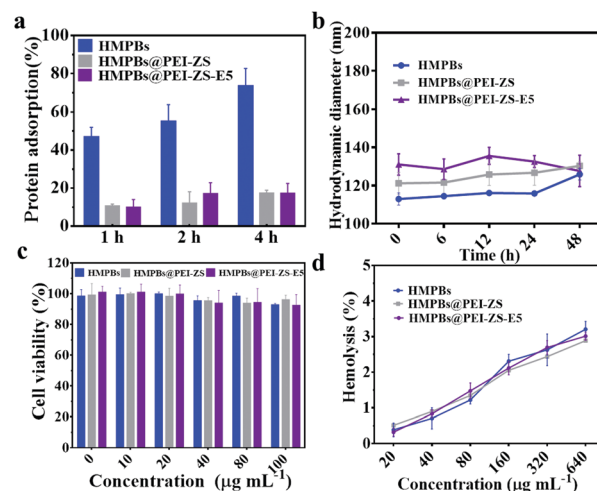 a
100
80
60
40
20
0
Protein adsorption(%)
HMPBs
HMPBs@PEI-ZS
HMPBs@PEI-ZS-E5
1 h
2 h
4 h
b
200
180
160
140
120
100
Hydrodynamic diameter (nm)
HMPBs
HMPBs@PEI-ZS
HMPBs@PEI-ZS-E5
0
6
12
24
48
Time (h)
c
120
100
80
60
40
20
0
Cell viability (%)
HMPBs
HMPBs@PEI-ZS
HMPBs@PEI-ZS-E5
0
10
20
40
80
100
Concentration (μg mL⁻¹)
d
5
4
3
2
1
0
Hemolysis (%)
HMPBs
HMPBs@PEI-ZS
HMPBs@PEI-ZS-E5
20
40
80
160
320
640
Concentration (μg mL⁻¹)